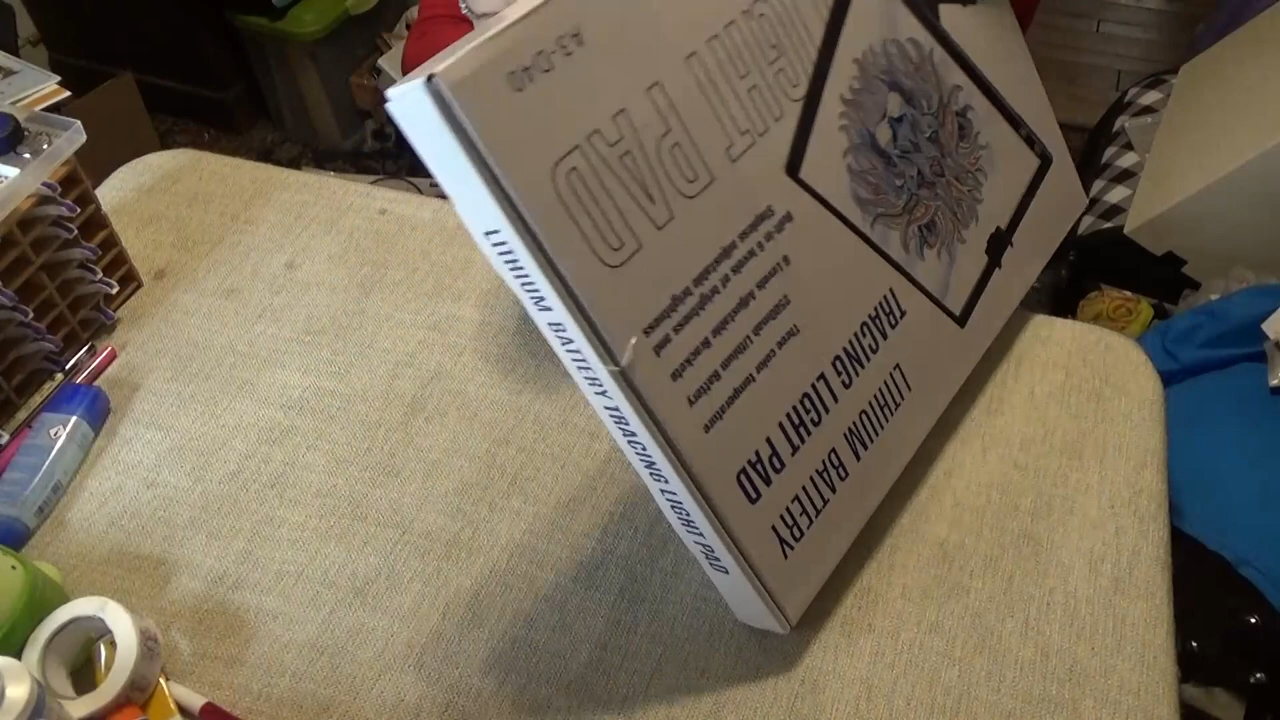 A3-D40
LIGHT PAD
Built-in 5 levels of brightness and
Stepless adjustable brightness
6 Levels Adjustable Brackets
2500mah Lithium Battery
Three color temperature
LITHIUM BATTERY
TRACING LIGHT PAD
LITHIUM BATTERY TRACING LIGHT PAD